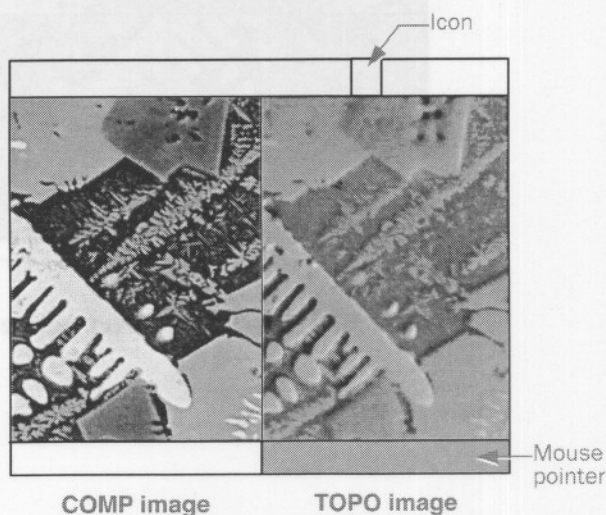 Icon
Mouse
pointer
COMP image
TOPO image